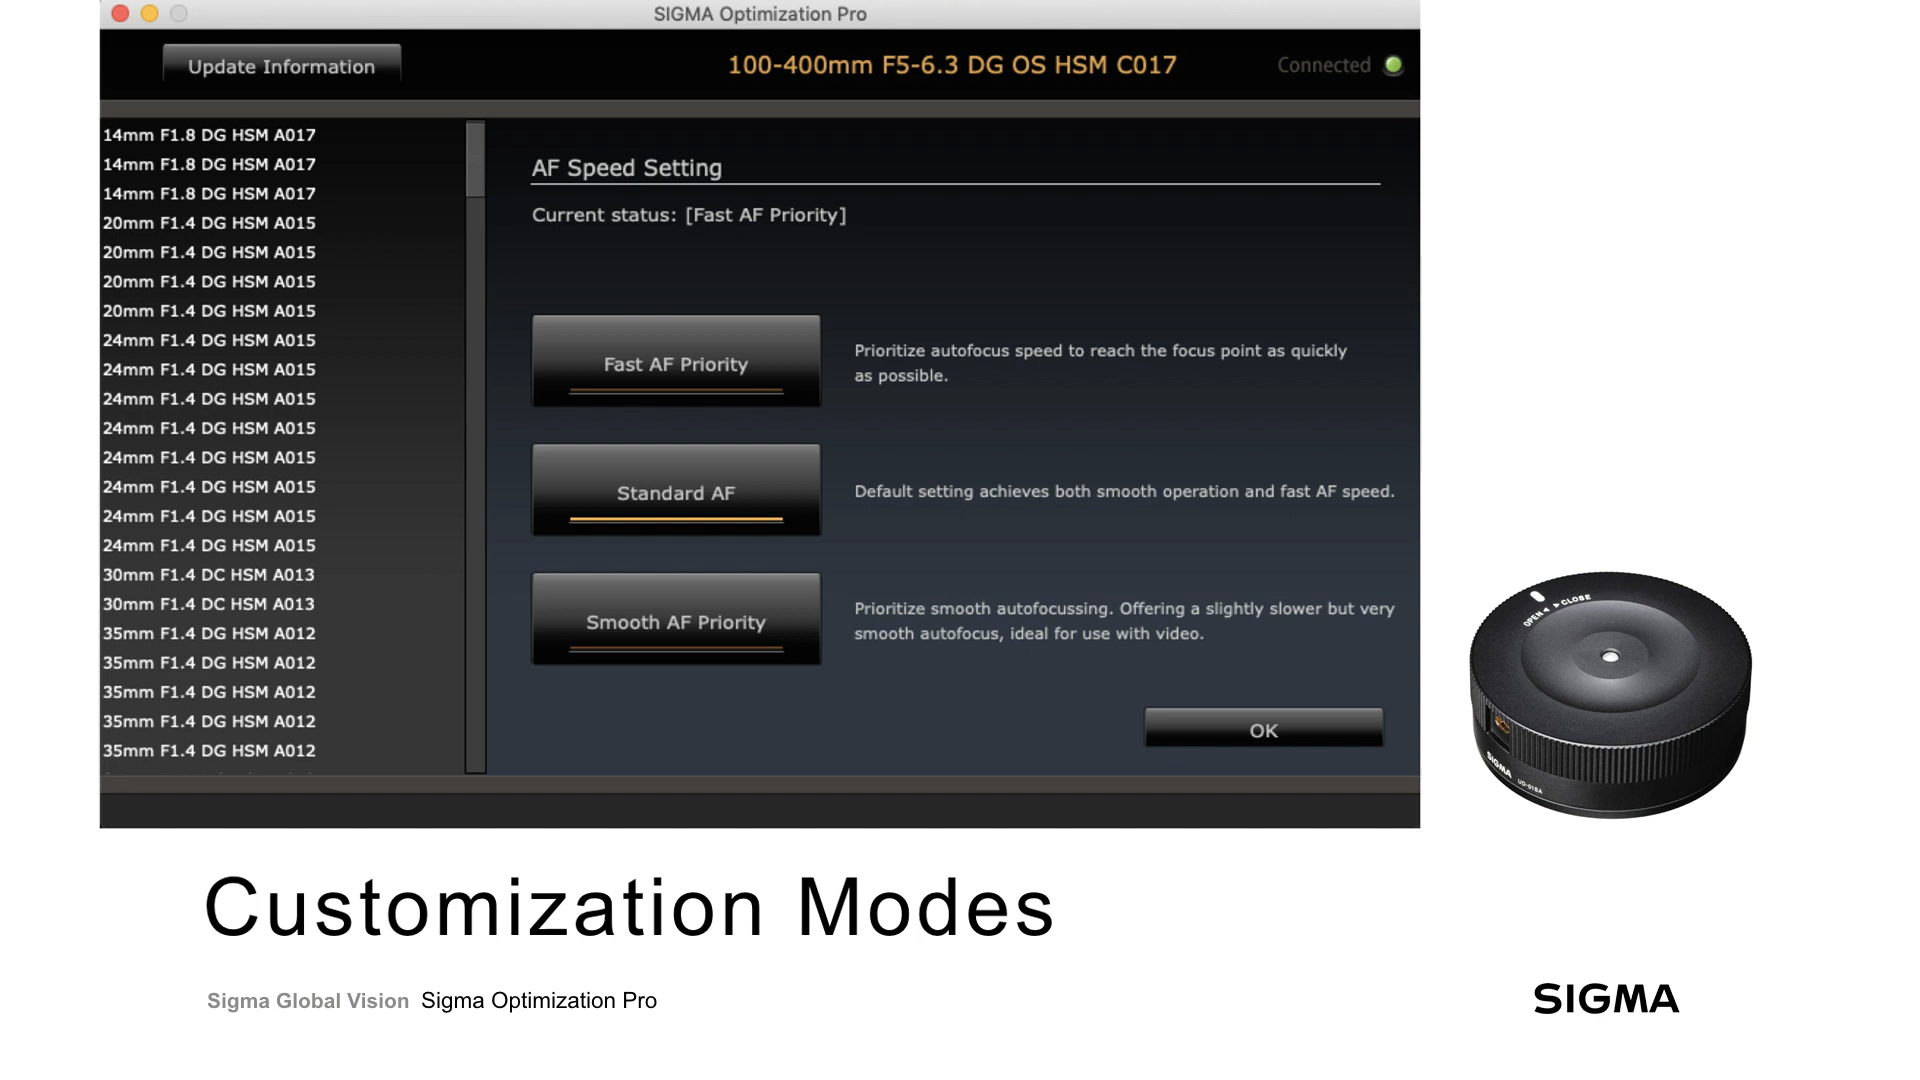 SIGMA Optimization Pro
Update Information
100-400mm F5-6.3 DG OS HSM C017
Connected
14mm F1.8 DG HSM A017
14mm F1.8 DG HSM A017
14mm F1.8 DG HSM A017
20mm F1.4 DG HSM A015
20mm F1.4 DG HSM A015
20mm F1.4 DG HSM A015
20mm F1.4 DG HSM A015
24mm F1.4 DG HSM A015
24mm F1.4 DG HSM A015
24mm F1.4 DG HSM A015
24mm F1.4 DG HSM A015
24mm F1.4 DG HSM A015
24mm F1.4 DG HSM A015
24mm F1.4 DG HSM A015
24mm F1.4 DG HSM A015
30mm F1.4 DC HSM A013
30mm F1.4 DC HSM A013
35mm F1.4 DG HSM A012
35mm F1.4 DG HSM A012
35mm F1.4 DG HSM A012
35mm F1.4 DG HSM A012
35mm F1.4 DG HSM A012
AF Speed Setting
Current status: [Fast AF Priority]
Fast AF Priority
Prioritize autofocus speed to reach the focus point as quickly
as possible.
Standard AF
Default setting achieves both smooth operation and fast AF speed.
Smooth AF Priority
Prioritize smooth autofocussing. Offering a slightly slower but very
smooth autofocus, ideal for use with video.
OK
OPEN ◄ ►CLOSE
SIGMA
UD-01EA
Customization Modes
Sigma Global Vision Sigma Optimization Pro
SIGMA